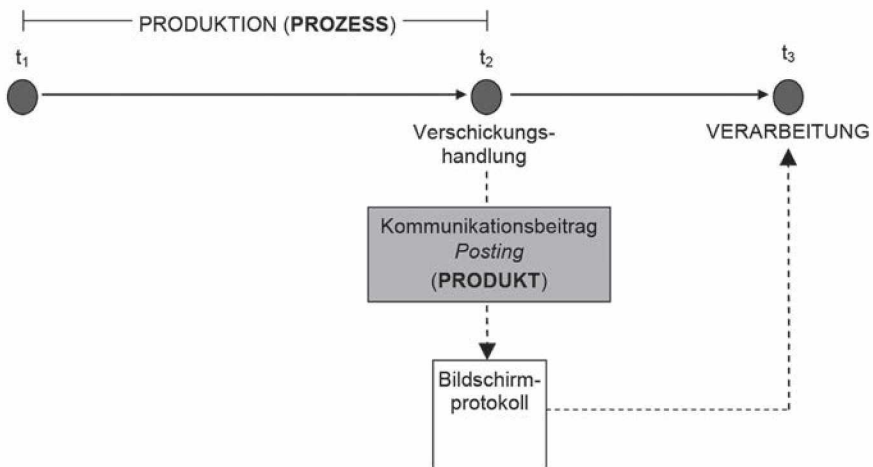 PRODUKTION (PROZESS)
t₁
t₂
t₃
Verschickungs-
handlung
VERARBEITUNG
Kommunikationsbeitrag
Posting
(PRODUKT)
Bildschirm-
protokoll